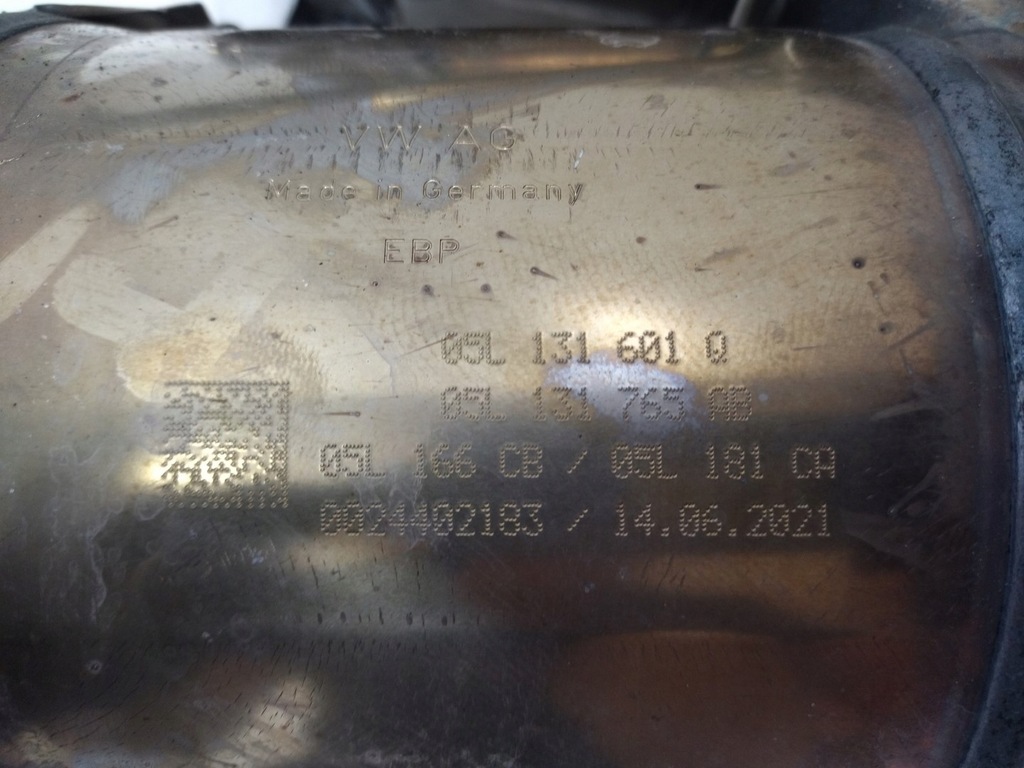 VW AG
Made in Germany
EBP
05L 131 601 Q
05L 131 765 AB
05L 166 CB / 05L 181 CA
0024402183 / 14.06.2021